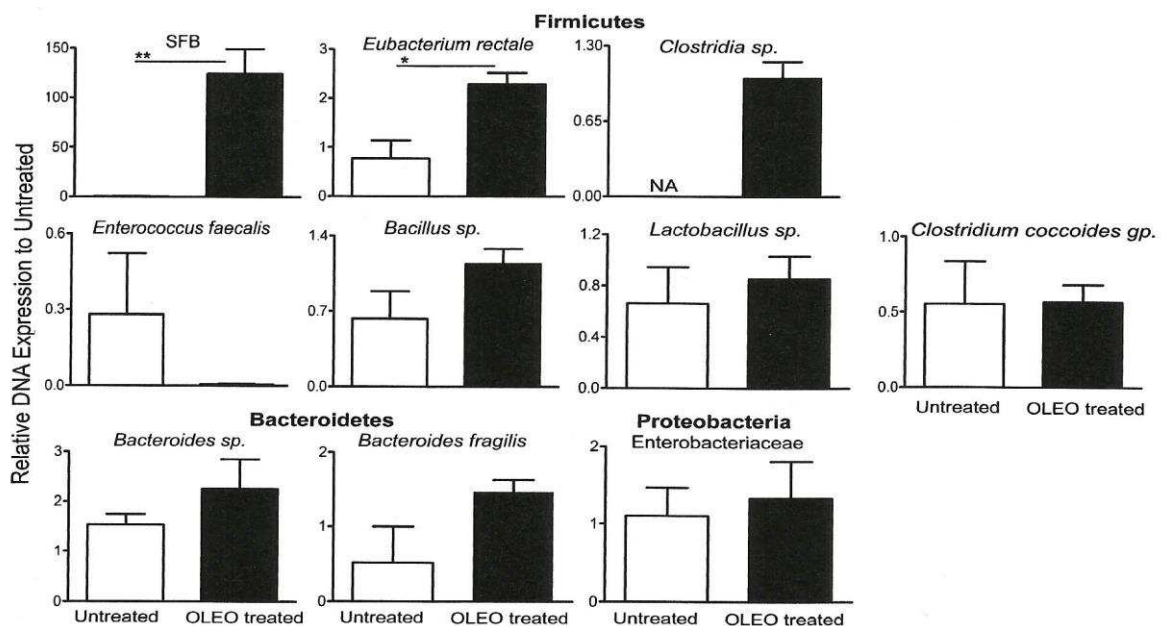 Firmicutes
SFB
Eubacterium rectale
Clostridia sp.
150
125
100
75
50
25
0
**
3
2
1
0
*
1.30
0.65
0.00
NA
Relative DNA Expression to Untreated
Enterococcus faecalis
Bacillus sp.
Lactobacillus sp.
Clostridium coccoides gp.
0.6
0.3
0.0
1.4
0.7
0.0
1.2
0.8
0.4
0.0
1.0
0.5
0.0
Untreated OLEO treated
Bacteroidetes
Proteobacteria
Bacteroides sp.
Bacteroides fragilis
Enterobacteriaceae
3
2
1
0
2
1
0
2
1
0
Untreated OLEO treated
Untreated OLEO treated
Untreated OLEO treated